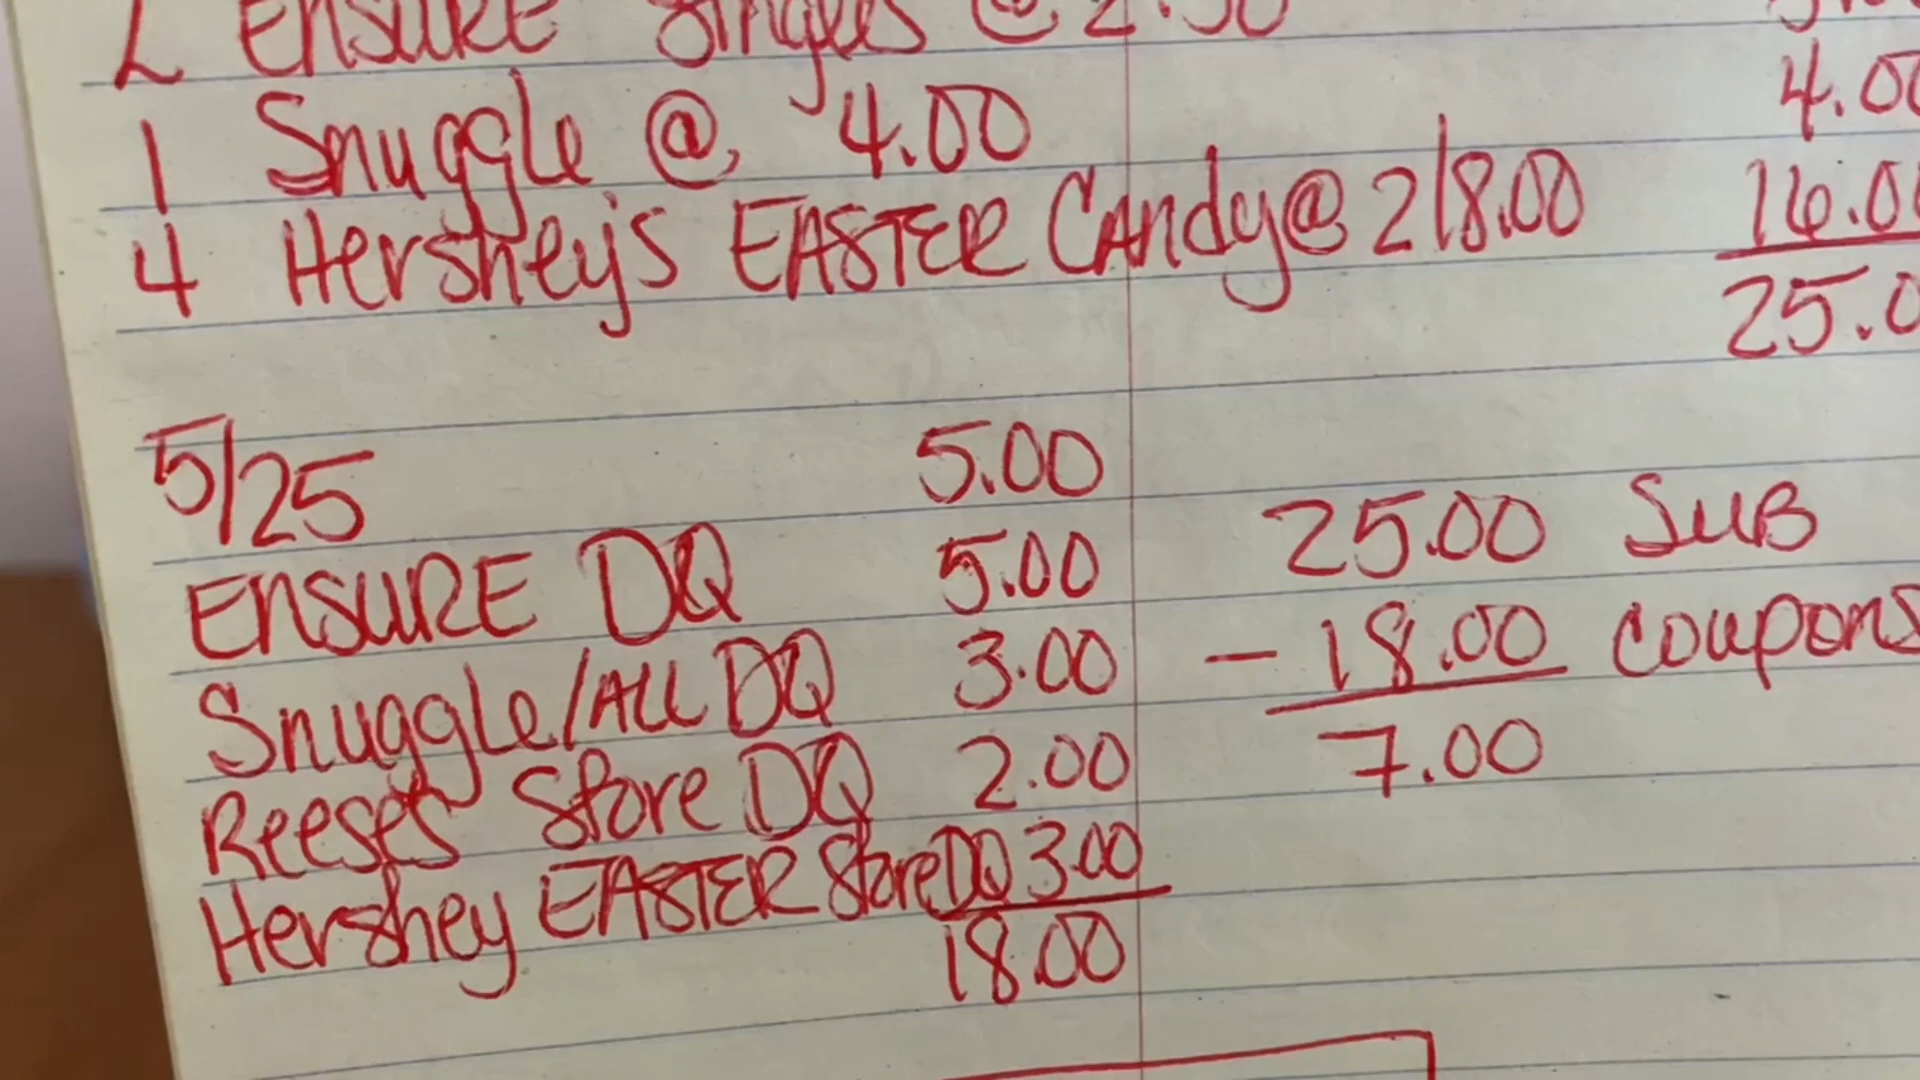 2 ENSURE Singles @ 2.50
1 Snuggle @ 4.00 4.00
4 Hershey's EASTER Candy @ 2/8.00 16.00
25.0
5/25 5.00
ENSURE DQ 5.00
Snuggle/ALL DQ 3.00
Reeses Store DQ 2.00
Hershey EASTER Store DQ 3.00
18.00
25.00 SUB
- 18.00 COUPONS
7.00